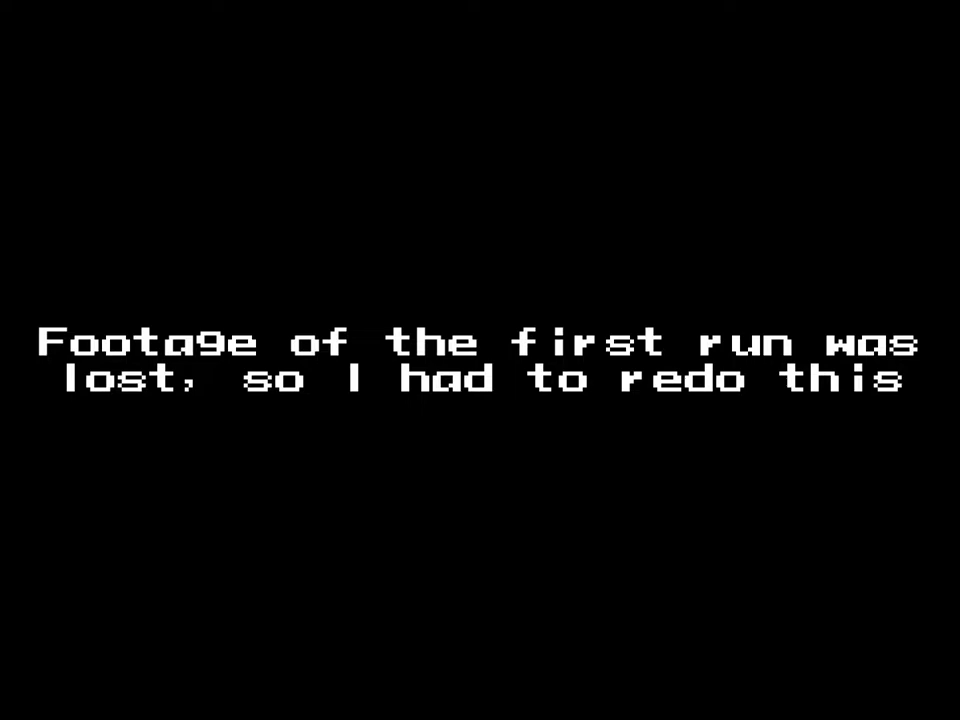 Footage of the first run was
lost, so I had to redo this